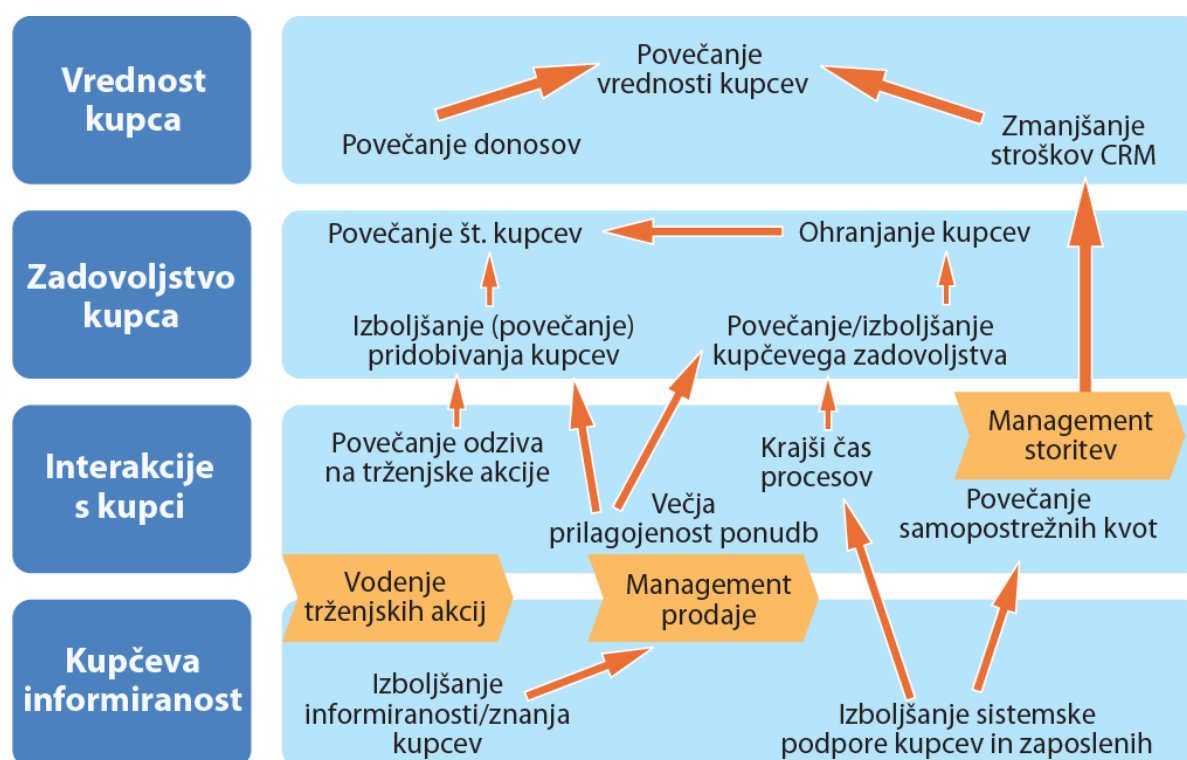 Vrednost
kupca
Povečanje
vrednosti kupcev
Povečanje donosov
Zmanjšanje
stroškov CRM
Zadovoljstvo
kupca
Povečanje št. kupcev
Ohranjanje kupcev
Izboljšanje (povečanje)
pridobivanja kupcev
Povečanje/izboljšanje
kupčevega zadovoljstva
Interakcije
s kupci
Povečanje odziva
na trženjske akcije
Večja
prilagojenost ponudb
Krajši čas
procesov
Management
storitev
Povečanje
samopostrežnih kvot
Vodenje
trženjskih akcij
Management
prodaje
Kupčeva
informiranost
Izboljšanje
informiranosti/znanja
kupcev
Izboljšanje sistemske
podpore kupcev in zaposlenih